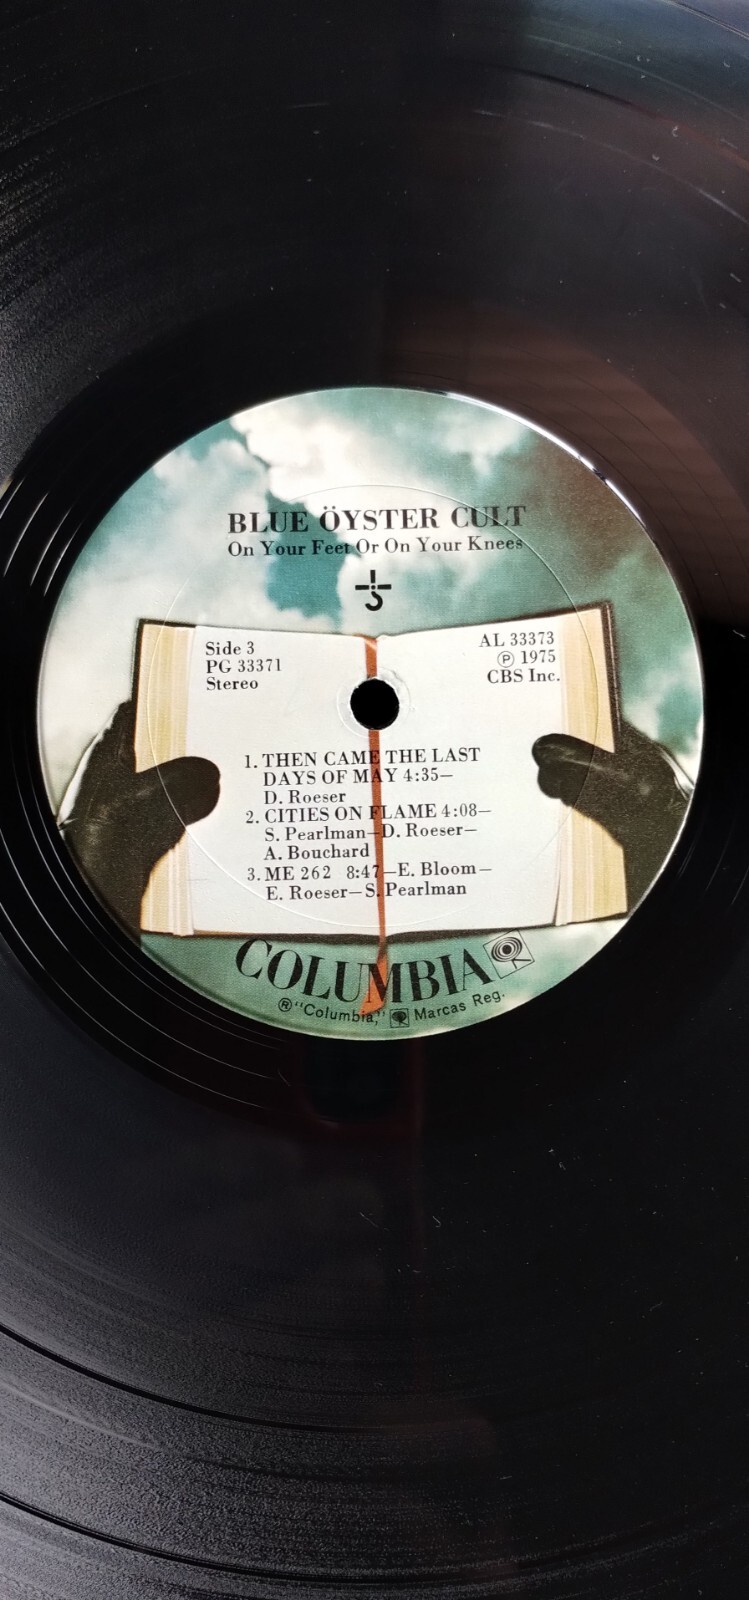 BLUE ÖYSTER CULT
On Your Feet Or On Your Knees
Side 3
PG 33371
Stereo
AL 33373
Ⓟ 1975
CBS Inc.
1. THEN CAME THE LAST
DAYS OF MAY 4:35—
D. Roeser
2. CITIES ON FLAME 4:08—
S. Pearlman—D. Roeser—
A. Bouchard
3. ME 262 8:47—E. Bloom—
E. Roeser—S. Pearlman
COLUMBIA
®"Columbia," Marcas Reg.